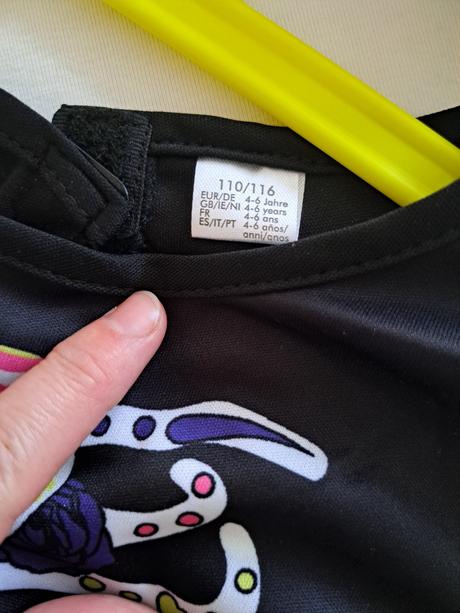 110/116
EUR/DE 4-6 Jahre
GB/IE/NI 4-6 years
FR 4-6 ans
ES/IT/PT 4-6 años/
anni/anos